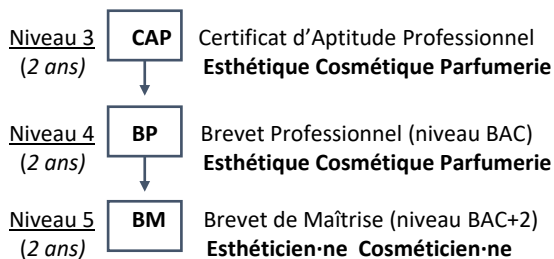 Niveau 3 CAP Certificat d’Aptitude Professionnel
(2 ans) Esthétique Cosmétique Parfumerie
Niveau 4 BP Brevet Professionnel (niveau BAC)
(2 ans) Esthétique Cosmétique Parfumerie
Niveau 5 BM Brevet de Maîtrise (niveau BAC+2)
(2 ans) Esthéticien·ne Cosméticien·ne